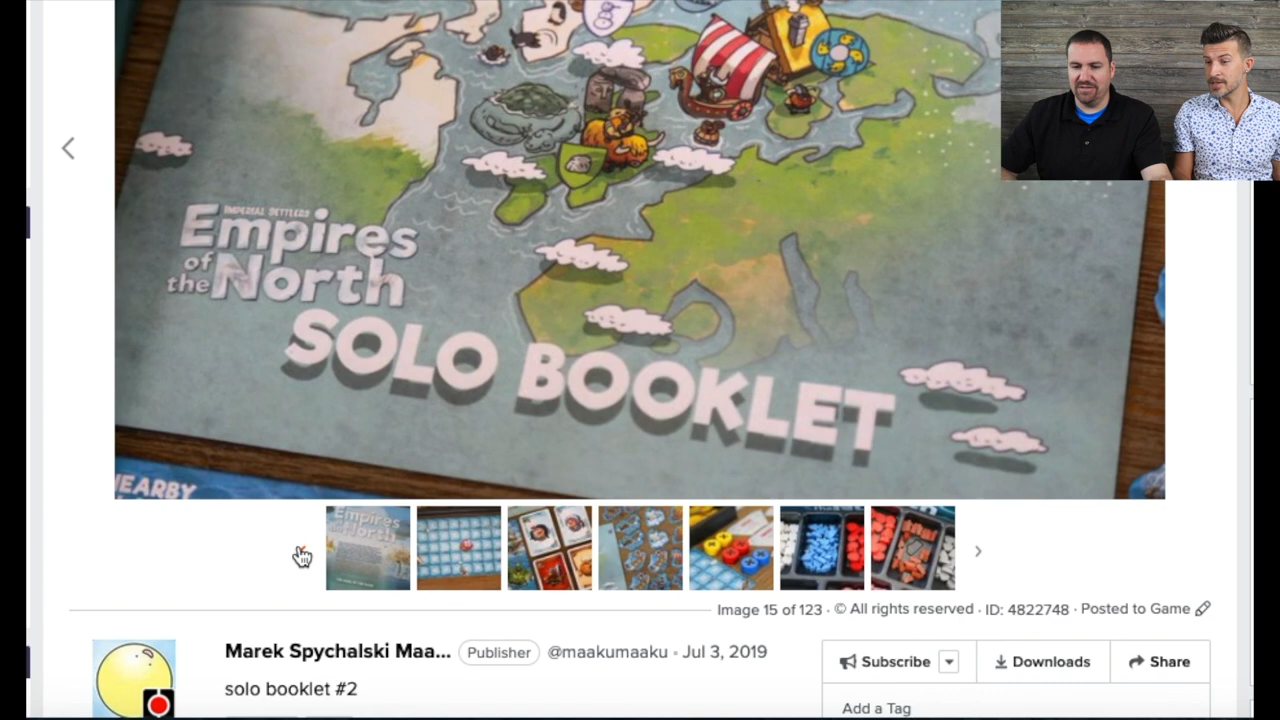 IMPERIAL SETTLERS
Empires
of
the North
SOLO BOOKLET
NEARBY
Empires
of the North
Image 15 of 123 · © All rights reserved · ID: 4822748 · Posted to Game
Marek Spychalski Maa... Publisher @maakumaaku • Jul 3, 2019
solo booklet #2
Subscribe Downloads Share
Add a Tag